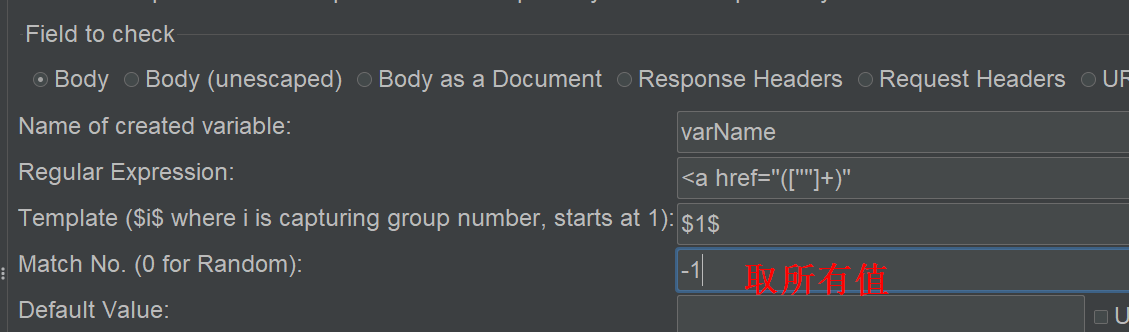 Field to check
Body Body (unescaped) Body as a Document Response Headers Request Headers
Name of created variable: varName
Regular Expression: <a href="([""]+)"
Template ($i$ where i is capturing group number, starts at 1): $1$
Match No. (0 for Random): -1 取所有值
Default Value: